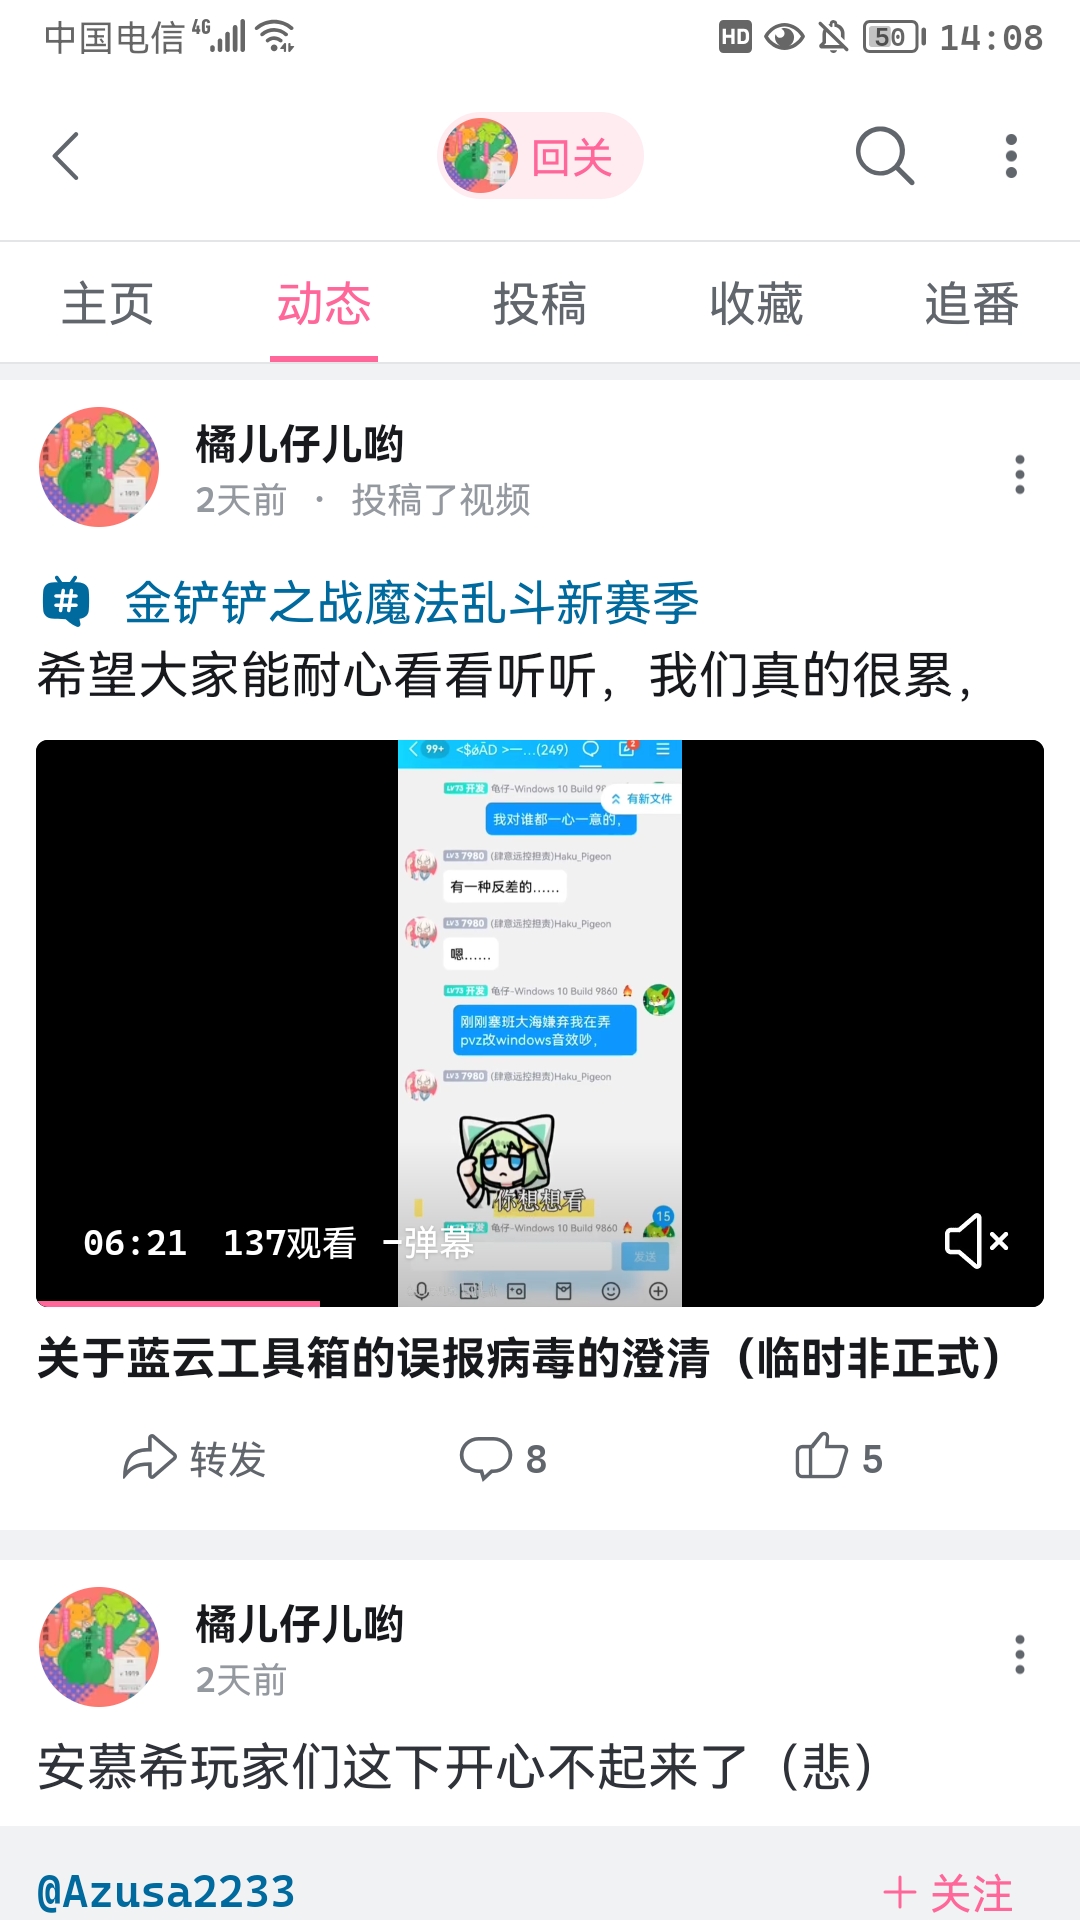 中国电信 4G HD 50 14:08
回关
主页 动态 投稿 收藏 追番
橘儿仔儿哟
2天前 · 投稿了视频
# 金铲铲之战魔法乱斗新赛季
希望大家能耐心看看听听，我们真的很累，
99+ <$øÅD >一...(249) 2
LV73 开发 龟仔-Windows 10 Build
有新文件
我对谁都一心一意的，
LV3 7980 (肆意远控担责)Haku_Pigeon
有一种反差的……
LV3 7980 (肆意远控担责)Haku_Pigeon
嗯……
LV73 开发 龟仔-Windows 10 Build 9860
刚刚塞班大海嫌弃我在弄
pvz改windows音效吵，
LV3 7980 (肆意远控担责)Haku_Pigeon
你想想看
15
龟仔-Windows 10 Build 9860
发送
06:21 137观看 -弹幕
关于蓝云工具箱的误报病毒的澄清（临时非正式）
转发 8 5
橘儿仔儿哟
2天前
安慕希玩家们这下开心不起来了（悲）
@Azusa2233
+ 关注